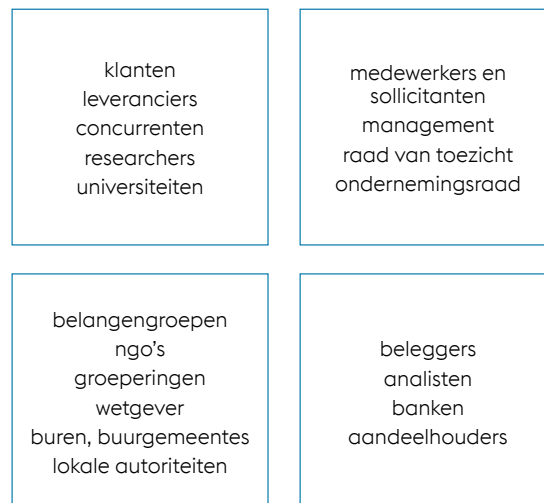 klanten
leveranciers
concurrenten
researchers
universiteiten
medewerkers en
sollicitanten
management
raad van toezicht
ondernemingsraad
belangengroepen
ngo's
groeperingen
wetgever
buren, buurgemeentes
lokale autoriteiten
beleggers
analisten
banken
aandeelhouders